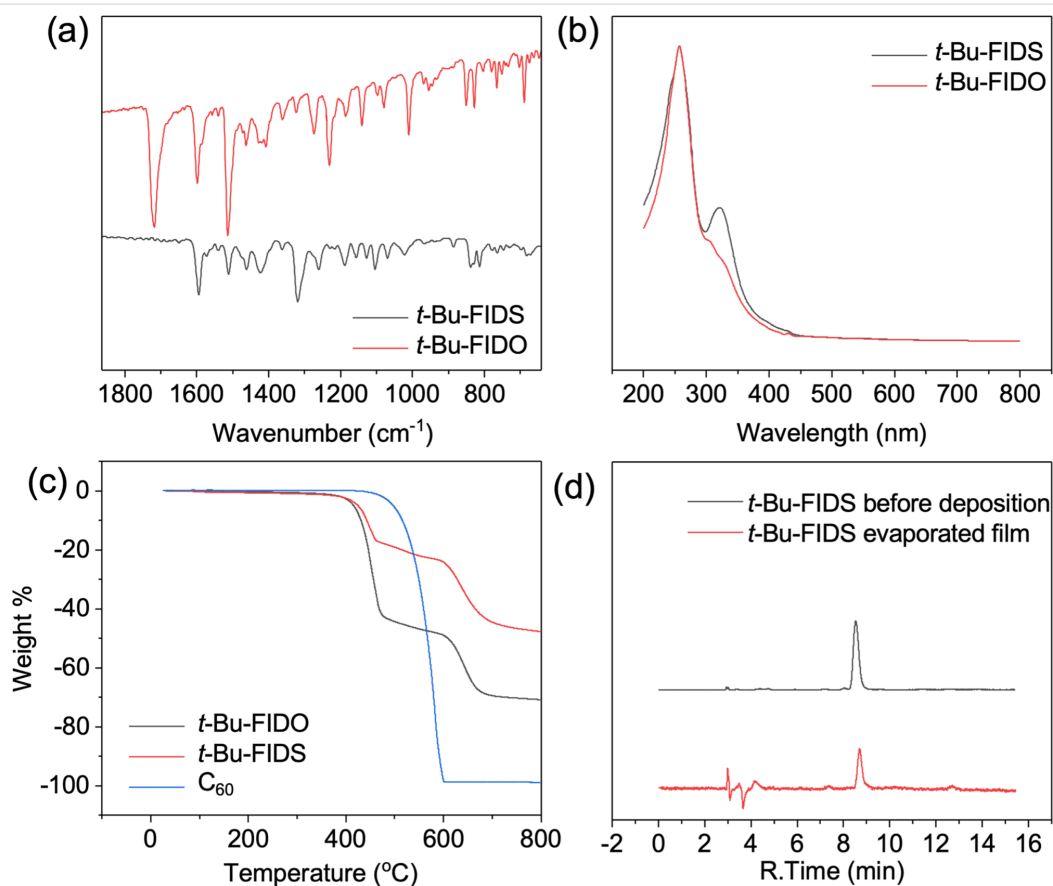 (a)
t-Bu-FIDS
t-Bu-FIDO
1800 1600 1400 1200 1000 800
Wavenumber (cm⁻¹)
(b)
t-Bu-FIDS
t-Bu-FIDO
200 300 400 500 600 700 800
Wavelength (nm)
(c)
0
-20
-40
-60
-80
-100
Weight %
t-Bu-FIDO
t-Bu-FIDS
C₆₀
0 200 400 600 800
Temperature (°C)
(d)
t-Bu-FIDS before deposition
t-Bu-FIDS evaporated film
-2 0 2 4 6 8 10 12 14 16
R.Time (min)